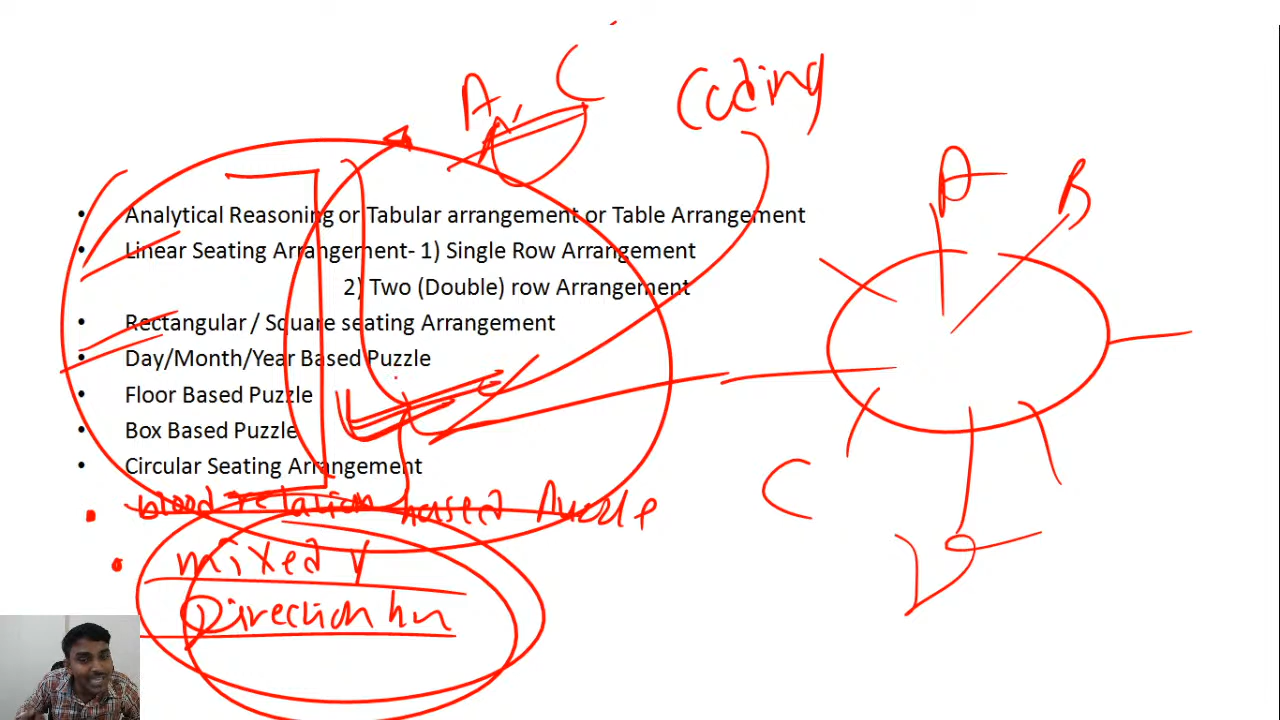 A, C
Coding
A
B
• Analytical Reasoning or Tabular arrangement or Table Arrangement
• Linear Seating Arrangement- 1) Single Row Arrangement
2) Two (Double) row Arrangement
• Rectangular / Square seating Arrangement
• Day/Month/Year Based Puzzle
• Floor Based Puzzle
• Box Based Puzzle
• Circular Seating Arrangement
• blood relation based Puzzle
C
• mixed
Direction